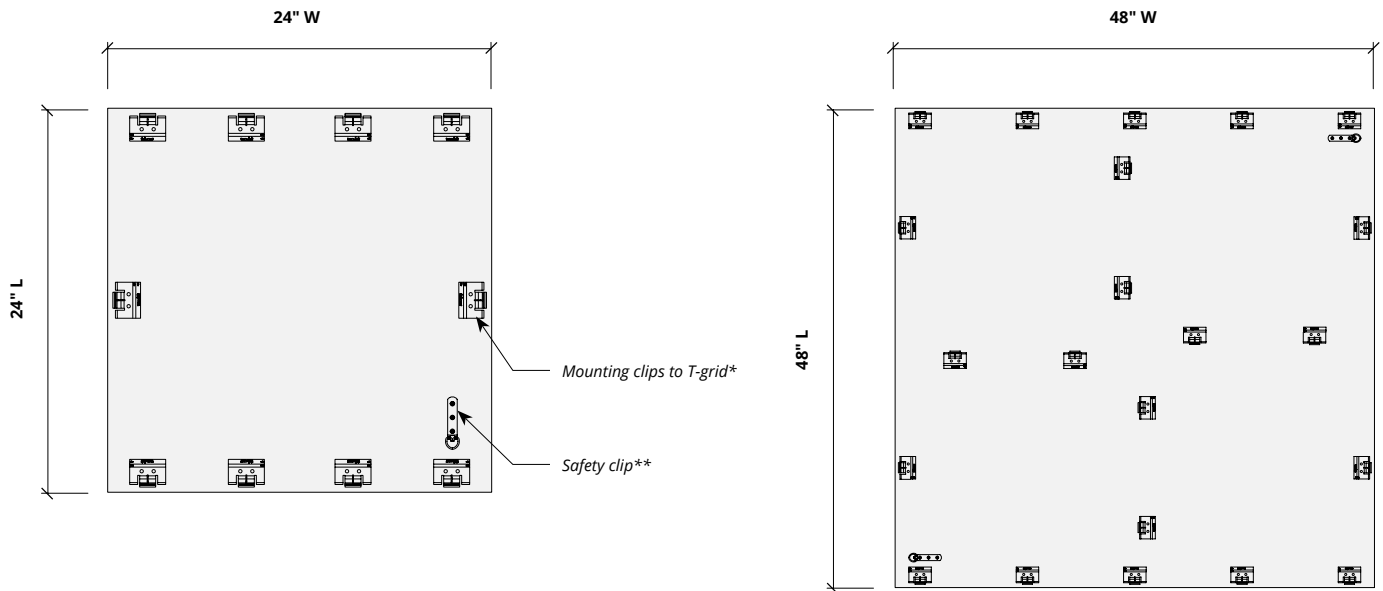 24" W
48" W
24" L
48" L
Mounting clips to T-grid*
Safety clip**